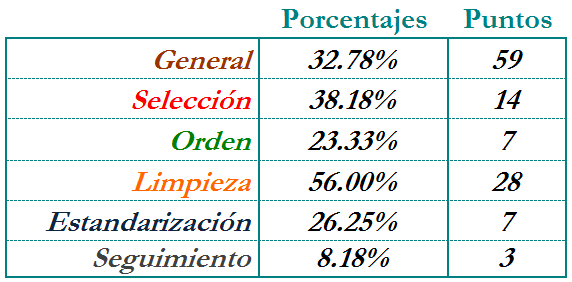 Porcentajes Puntos
General 32.78% 59
Selección 38.18% 14
Orden 23.33% 7
Limpieza 56.00% 28
Estandarización 26.25% 7
Seguimiento 8.18% 3